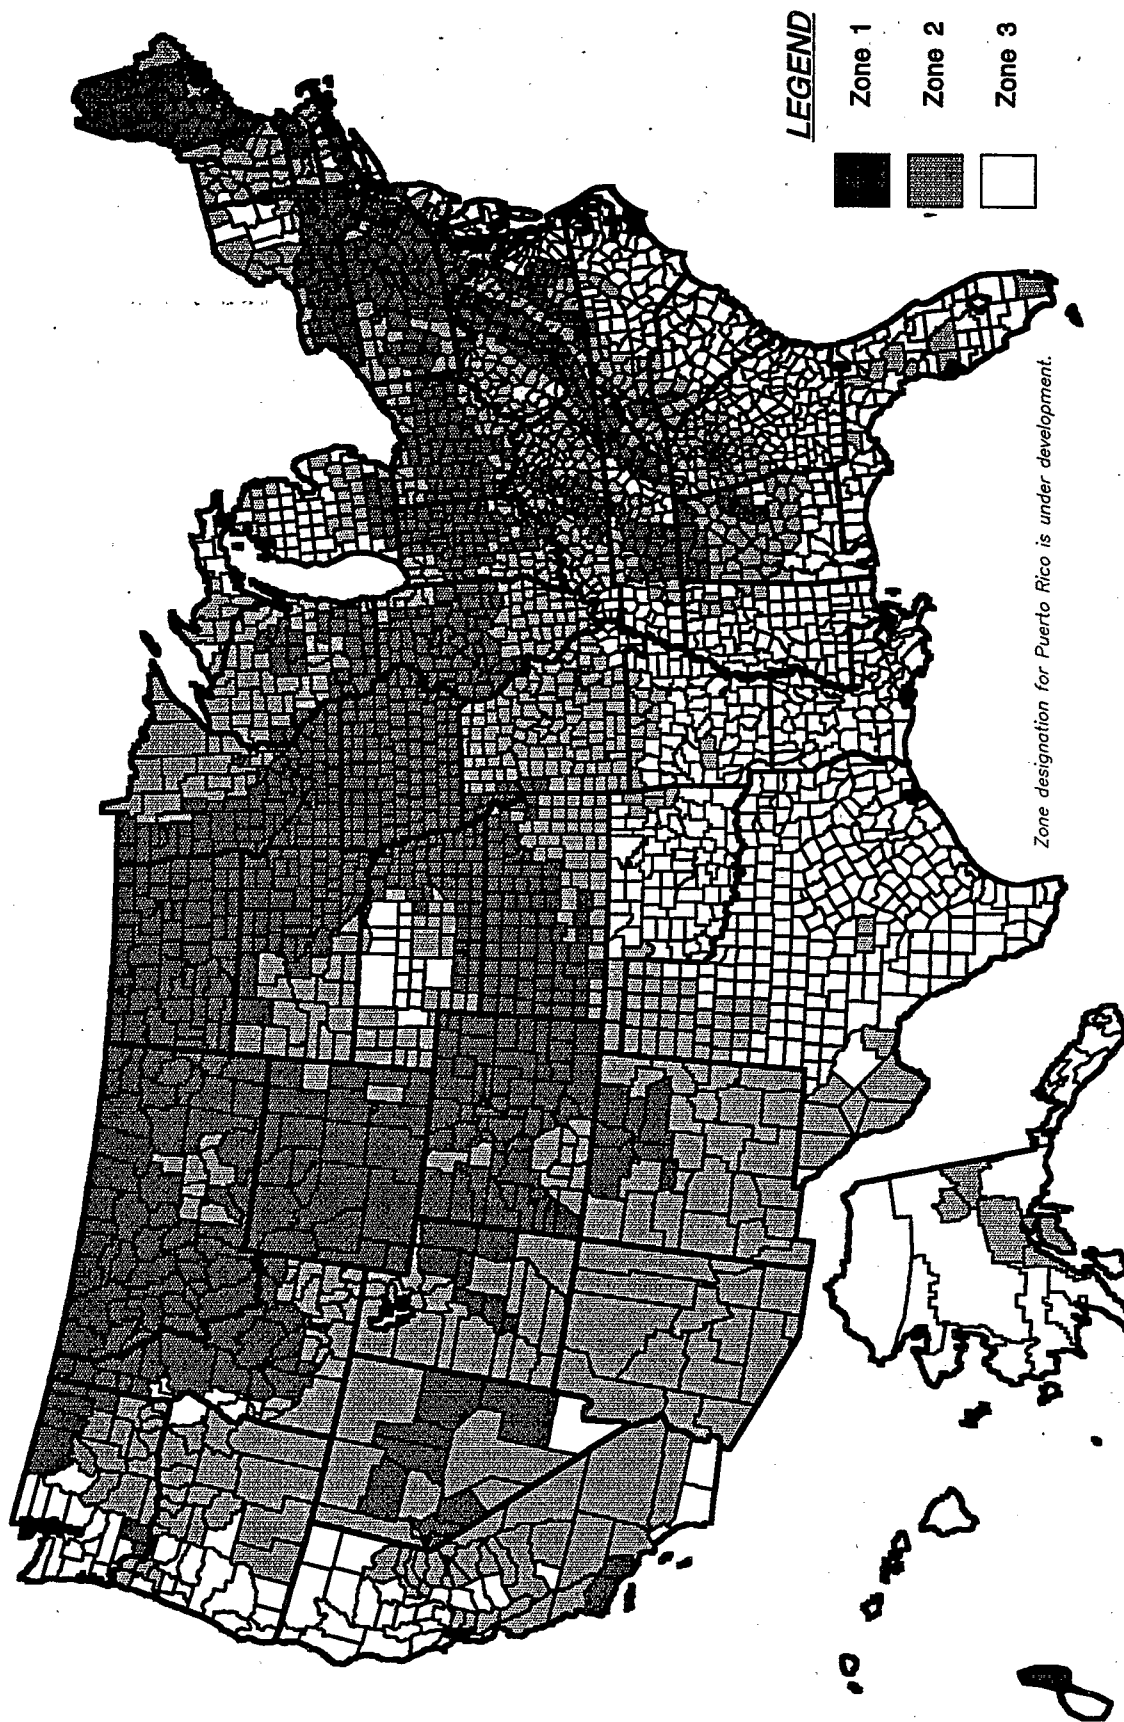 LEGEND
Zone 1
Zone 2
Zone 3
Zone designation for Puerto Rico is under development.